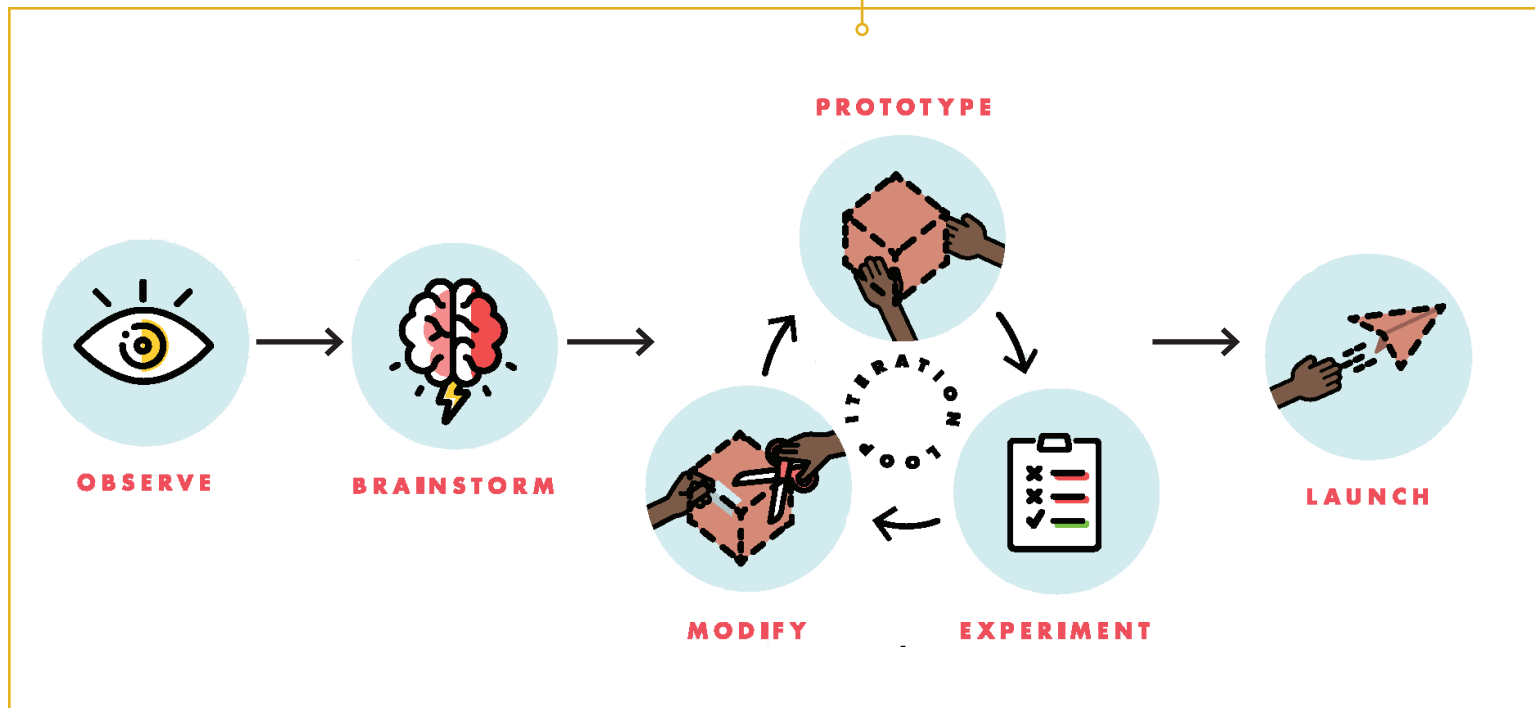 OBSERVE
BRAINSTORM
PROTOTYPE
ITERATION LOOP
MODIFY
EXPERIMENT
LAUNCH